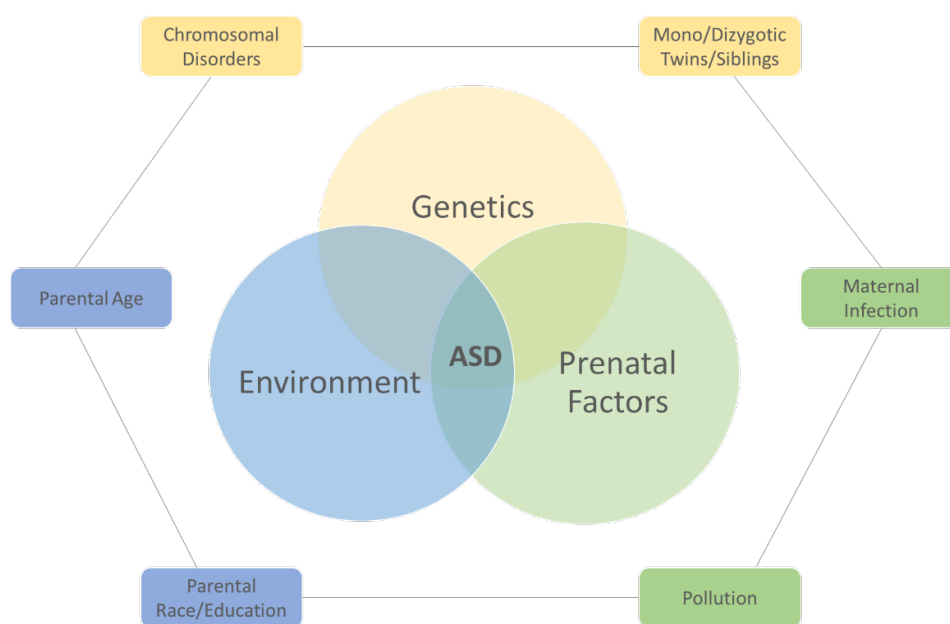 Chromosomal
Disorders
Mono/Dizygotic
Twins/Siblings
Genetics
Parental Age
Maternal
Infection
ASD
Environment
Prenatal
Factors
Parental
Race/Education
Pollution